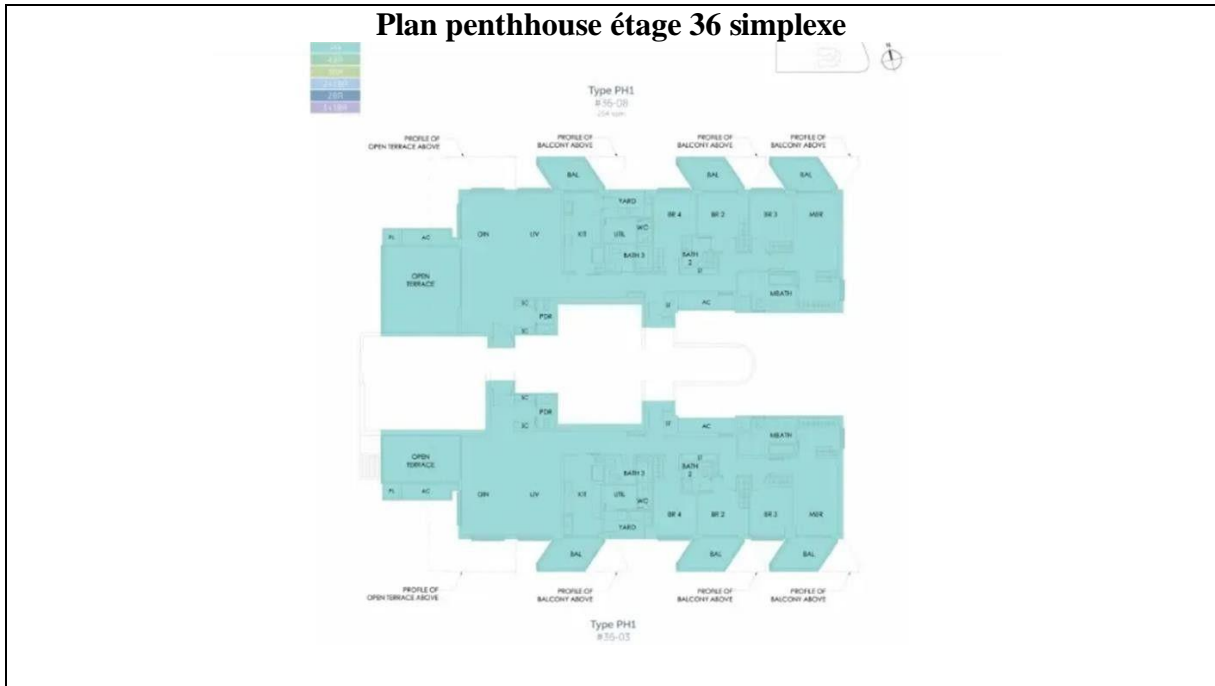 Plan penthhouse étage 36 simplexe
N
Type PH1
#36-08
PROFILE OF
OPEN TERRACE ABOVE
PROFILE OF
BALCONY ABOVE
PROFILE OF
BALCONY ABOVE
PROFILE OF
BALCONY ABOVE
BAL
BAL
BAL
YARD
DIN
LIV
KIT
UTIL
WC
BR 4
BR 2
BR 3
MBR
PL
AC
BATH 3
BATH
2
OPEN
TERRACE
MBATH
AC
PDR
PDR
AC
MBATH
OPEN
TERRACE
BATH 3
BATH
2
PL
AC
DIN
LIV
KIT
UTIL
WC
BR 4
BR 2
BR 3
MBR
YARD
BAL
BAL
BAL
PROFILE OF
OPEN TERRACE ABOVE
PROFILE OF
BALCONY ABOVE
PROFILE OF
BALCONY ABOVE
PROFILE OF
BALCONY ABOVE
Type PH1
#36-03